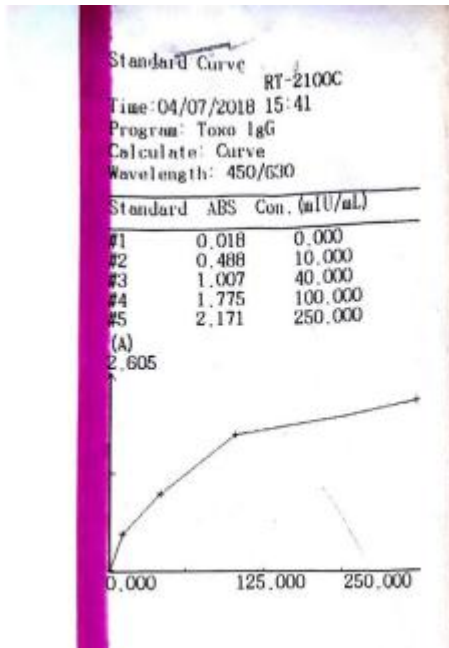 Standard Curve
RT-2100C
Time:04/07/2018 15:41
Program: Toxo IgG
Calculate: Curve
Wavelength: 450/630
Standard ABS Con.(mIU/mL)
#1 0.018 0.000
#2 0.488 10.000
#3 1.007 40.000
#4 1.775 100.000
#5 2.171 250.000
(A)
2.605
0.000 125.000 250.000